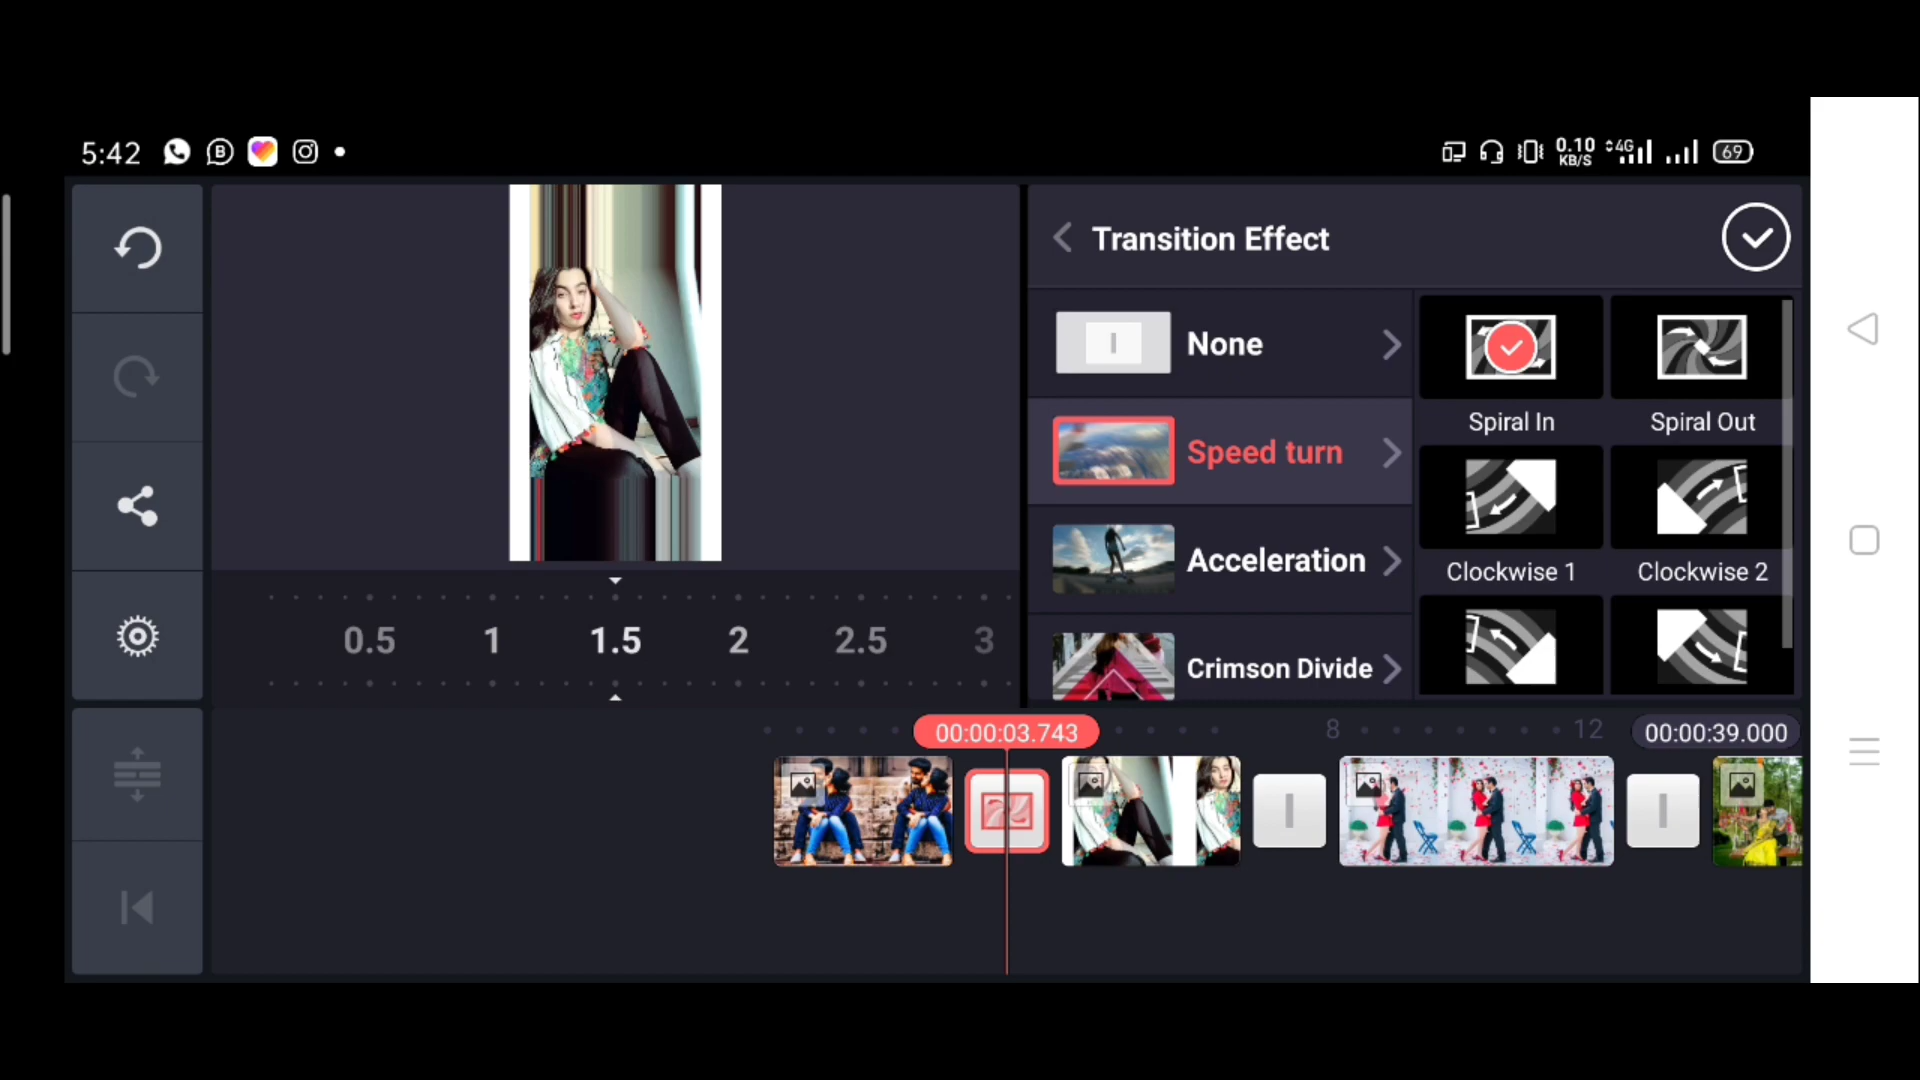 5:42
0.10
KB/S
4G
69
Transition Effect
None
Speed turn
Acceleration
Crimson Divide
Spiral In
Spiral Out
Clockwise 1
Clockwise 2
0.5 1 1.5 2 2.5 3
00:00:03.743
8
12
00:00:39.000